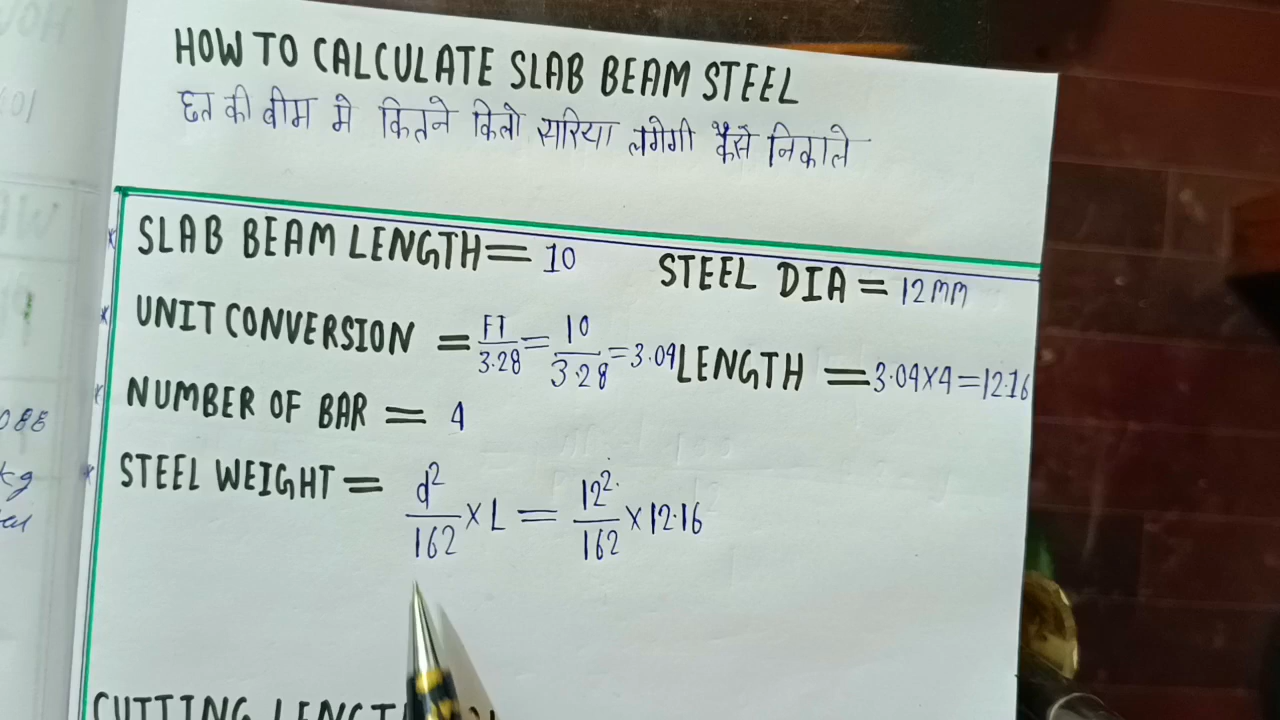 HOW TO CALCULATE SLAB BEAM STEEL
छत की बीम मे कितने किलो सरिया लगेगी कैसे निकाले
SLAB BEAM LENGTH = 10
STEEL DIA = 12MM
UNIT CONVERSION = FT/3.28 = 10/3.28 = 3.04
LENGTH = 3.04×4=12.16
NUMBER OF BAR = 4
STEEL WEIGHT = d²/162 × L = 12²/162 × 12.16
CUTTING
kg